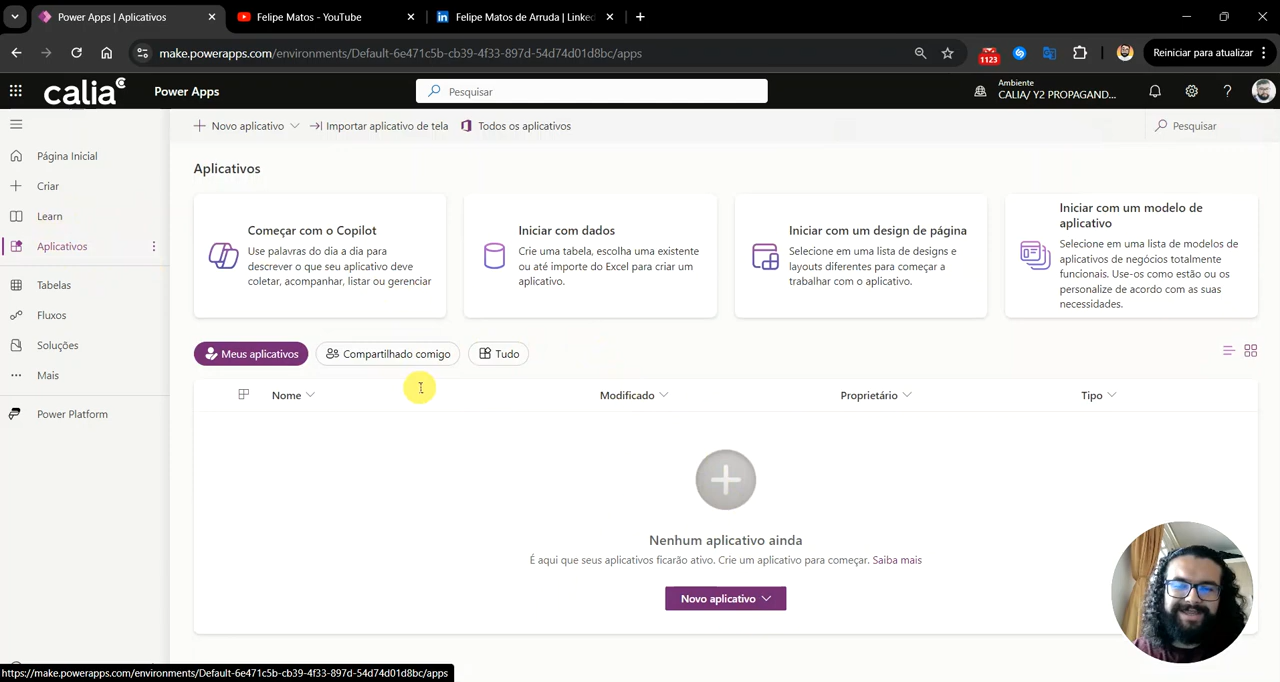 Power Apps | Aplicativos
Felipe Matos - YouTube
Felipe Matos de Arruda | Linked
make.powerapps.com/environments/Default-6e471c5b-cb39-4f33-897d-54d74d01d8bc/apps
1123
Reiniciar para atualizar
calia
Power Apps
Pesquisar
Ambiente
CALIA/ Y2 PROPAGAND...
Novo aplicativo
Importar aplicativo de tela
Todos os aplicativos
Pesquisar
Página Inicial
Criar
Learn
Aplicativos
Tabelas
Fluxos
Soluções
Mais
Power Platform
Aplicativos
Começar com o Copilot
Use palavras do dia a dia para
descrever o que seu aplicativo deve
coletar, acompanhar, listar ou gerenciar
Iniciar com dados
Crie uma tabela, escolha uma existente
ou até importe do Excel para criar um
aplicativo.
Iniciar com um design de página
Selecione em uma lista de designs e
layouts diferentes para começar a
trabalhar com o aplicativo.
Iniciar com um modelo de
aplicativo
Selecione em uma lista de modelos de
aplicativos de negócios totalmente
funcionais. Use-os como estão ou os
personalize de acordo com as suas
necessidades.
Meus aplicativos
Compartilhado comigo
Tudo
Nome
Modificado
Proprietário
Tipo
Nenhum aplicativo ainda
É aqui que seus aplicativos ficarão ativo. Crie um aplicativo para começar. Saiba mais
Novo aplicativo
https://make.powerapps.com/environments/Default-6e471c5b-cb39-4f33-897d-54d74d01d8bc/apps